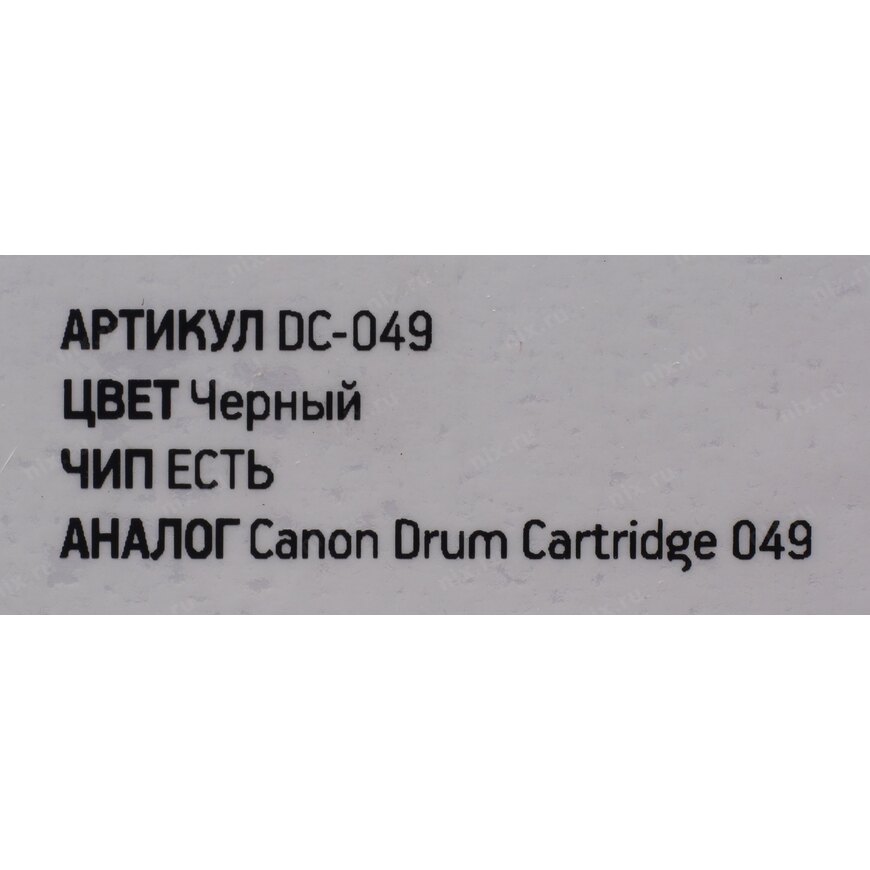 АРТИКУЛ DC-049
ЦВЕТ Черный
ЧИП ЕСТЬ
АНАЛОГ Canon Drum Cartridge 049